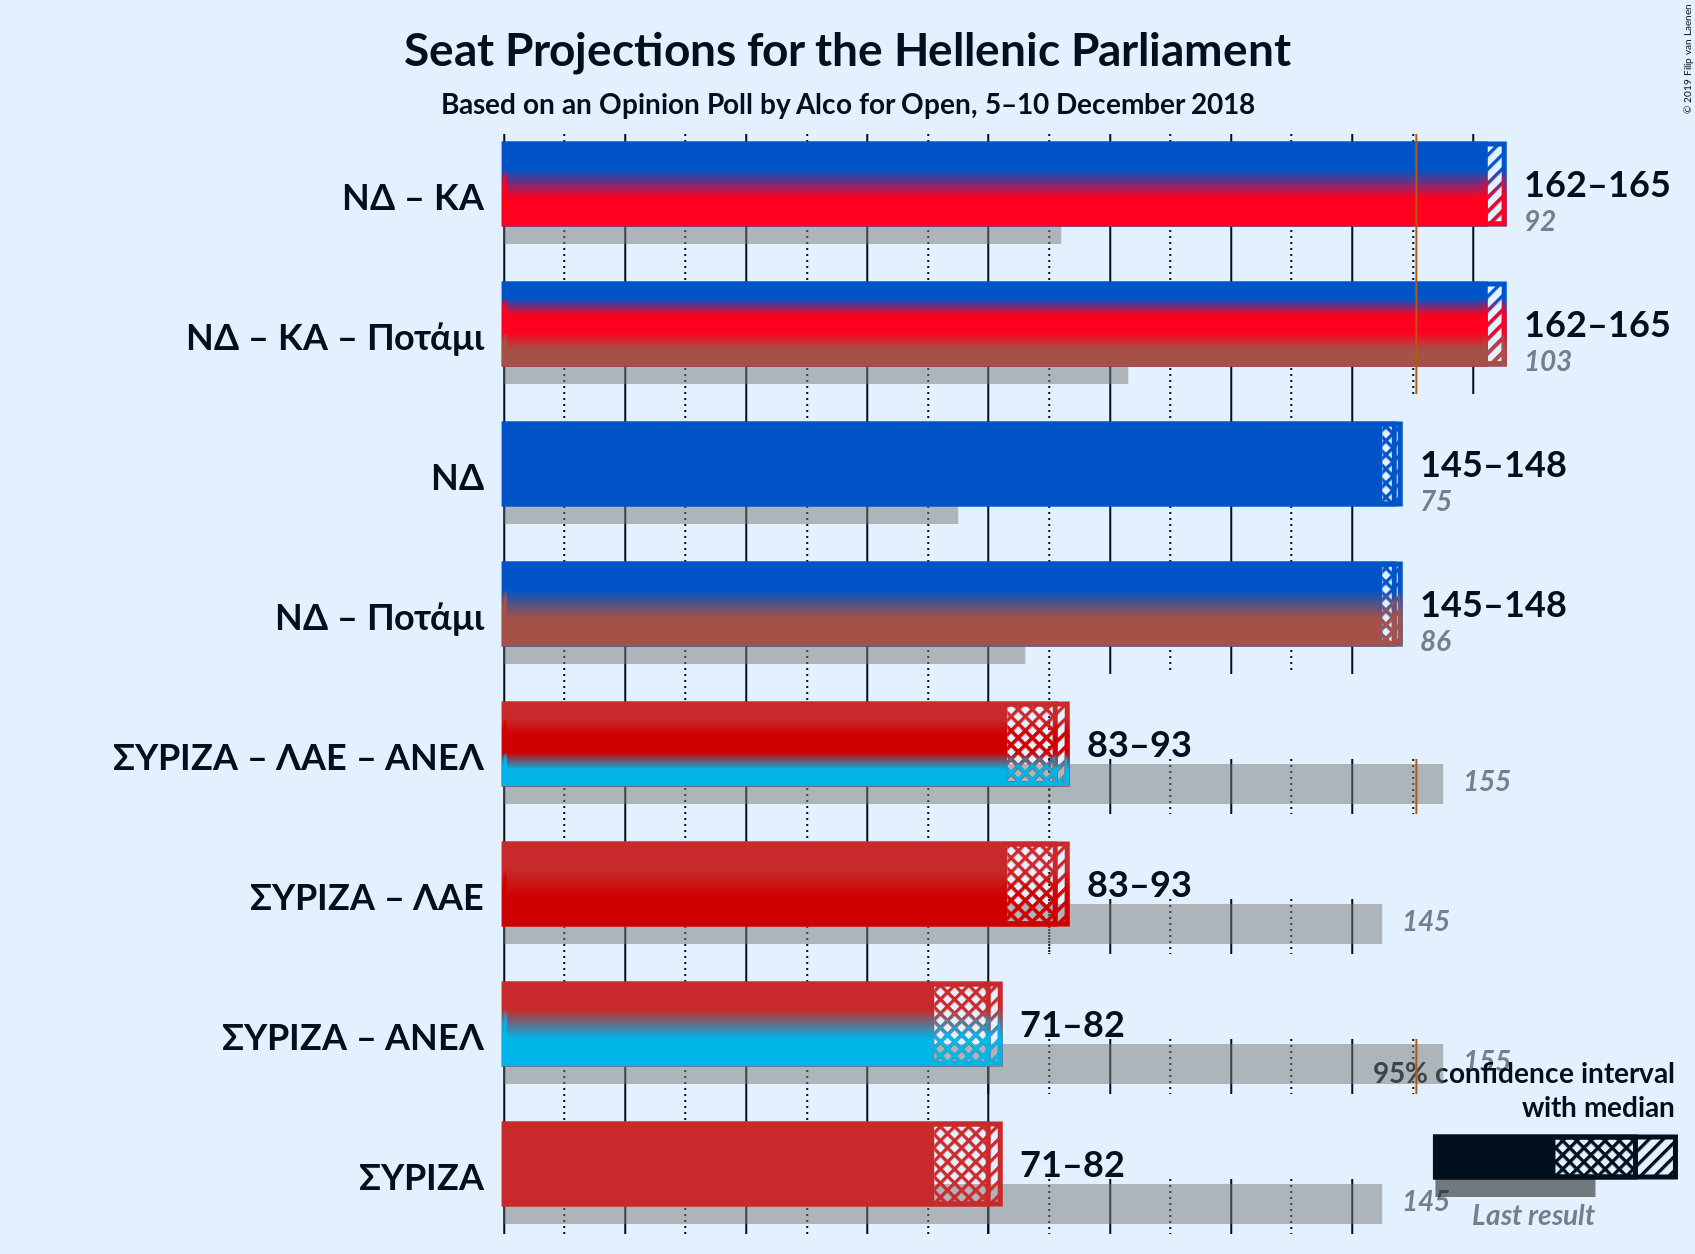 Seat Projections for the Hellenic Parliament
Based on an Opinion Poll by Alco for Open, 5–10 December 2018
© 2019 Filip van Laenen
ΝΔ – ΚΑ
162–165
92
ΝΔ – ΚΑ – Ποτάμι
162–165
103
ΝΔ
145–148
75
ΝΔ – Ποτάμι
145–148
86
ΣΥΡΙΖΑ – ΛΑΕ – ΑΝΕΛ
83–93
155
ΣΥΡΙΖΑ – ΛΑΕ
83–93
145
ΣΥΡΙΖΑ – ΑΝΕΛ
71–82
155
ΣΥΡΙΖΑ
71–82
145
95% confidence interval
with median
Last result